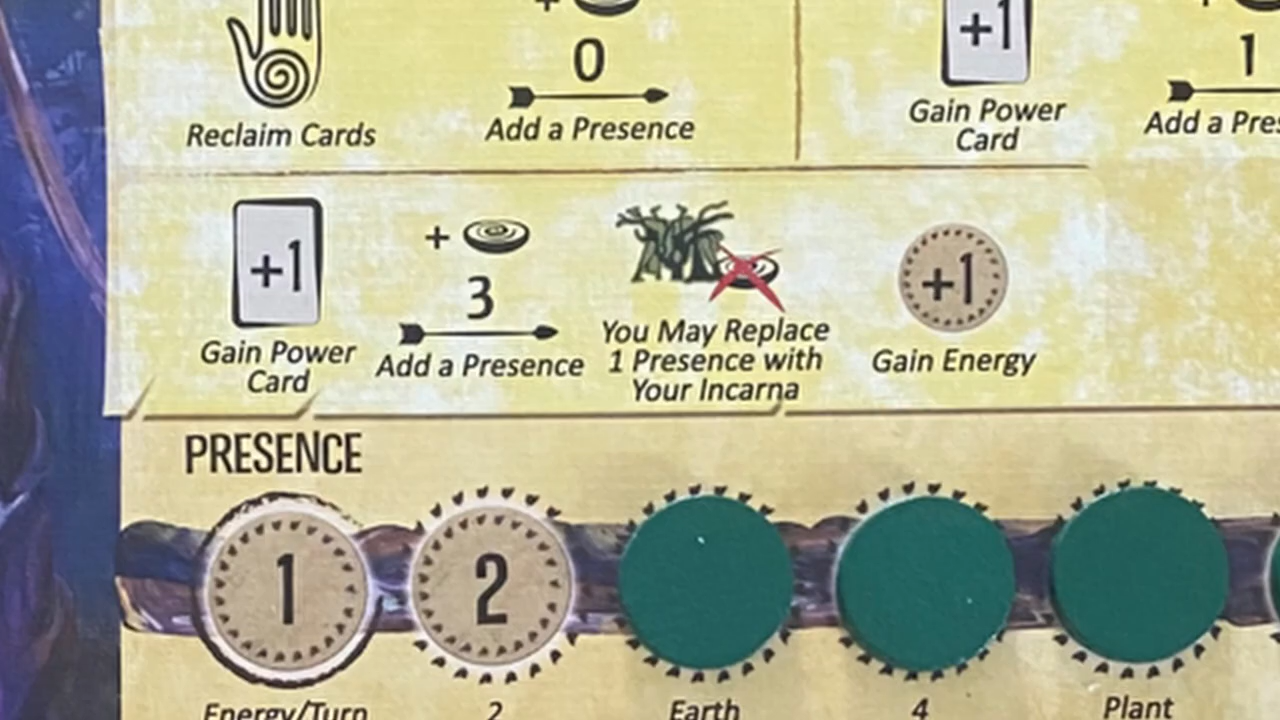 +
0
Reclaim Cards
Add a Presence
+1
+
1
Gain Power
Card
Add a Pres
+1
Gain Power
Card
+
3
Add a Presence
You May Replace
1 Presence with
Your Incarna
+1
Gain Energy
PRESENCE
1
2
Energy/Turn
2
Earth
4
Plant